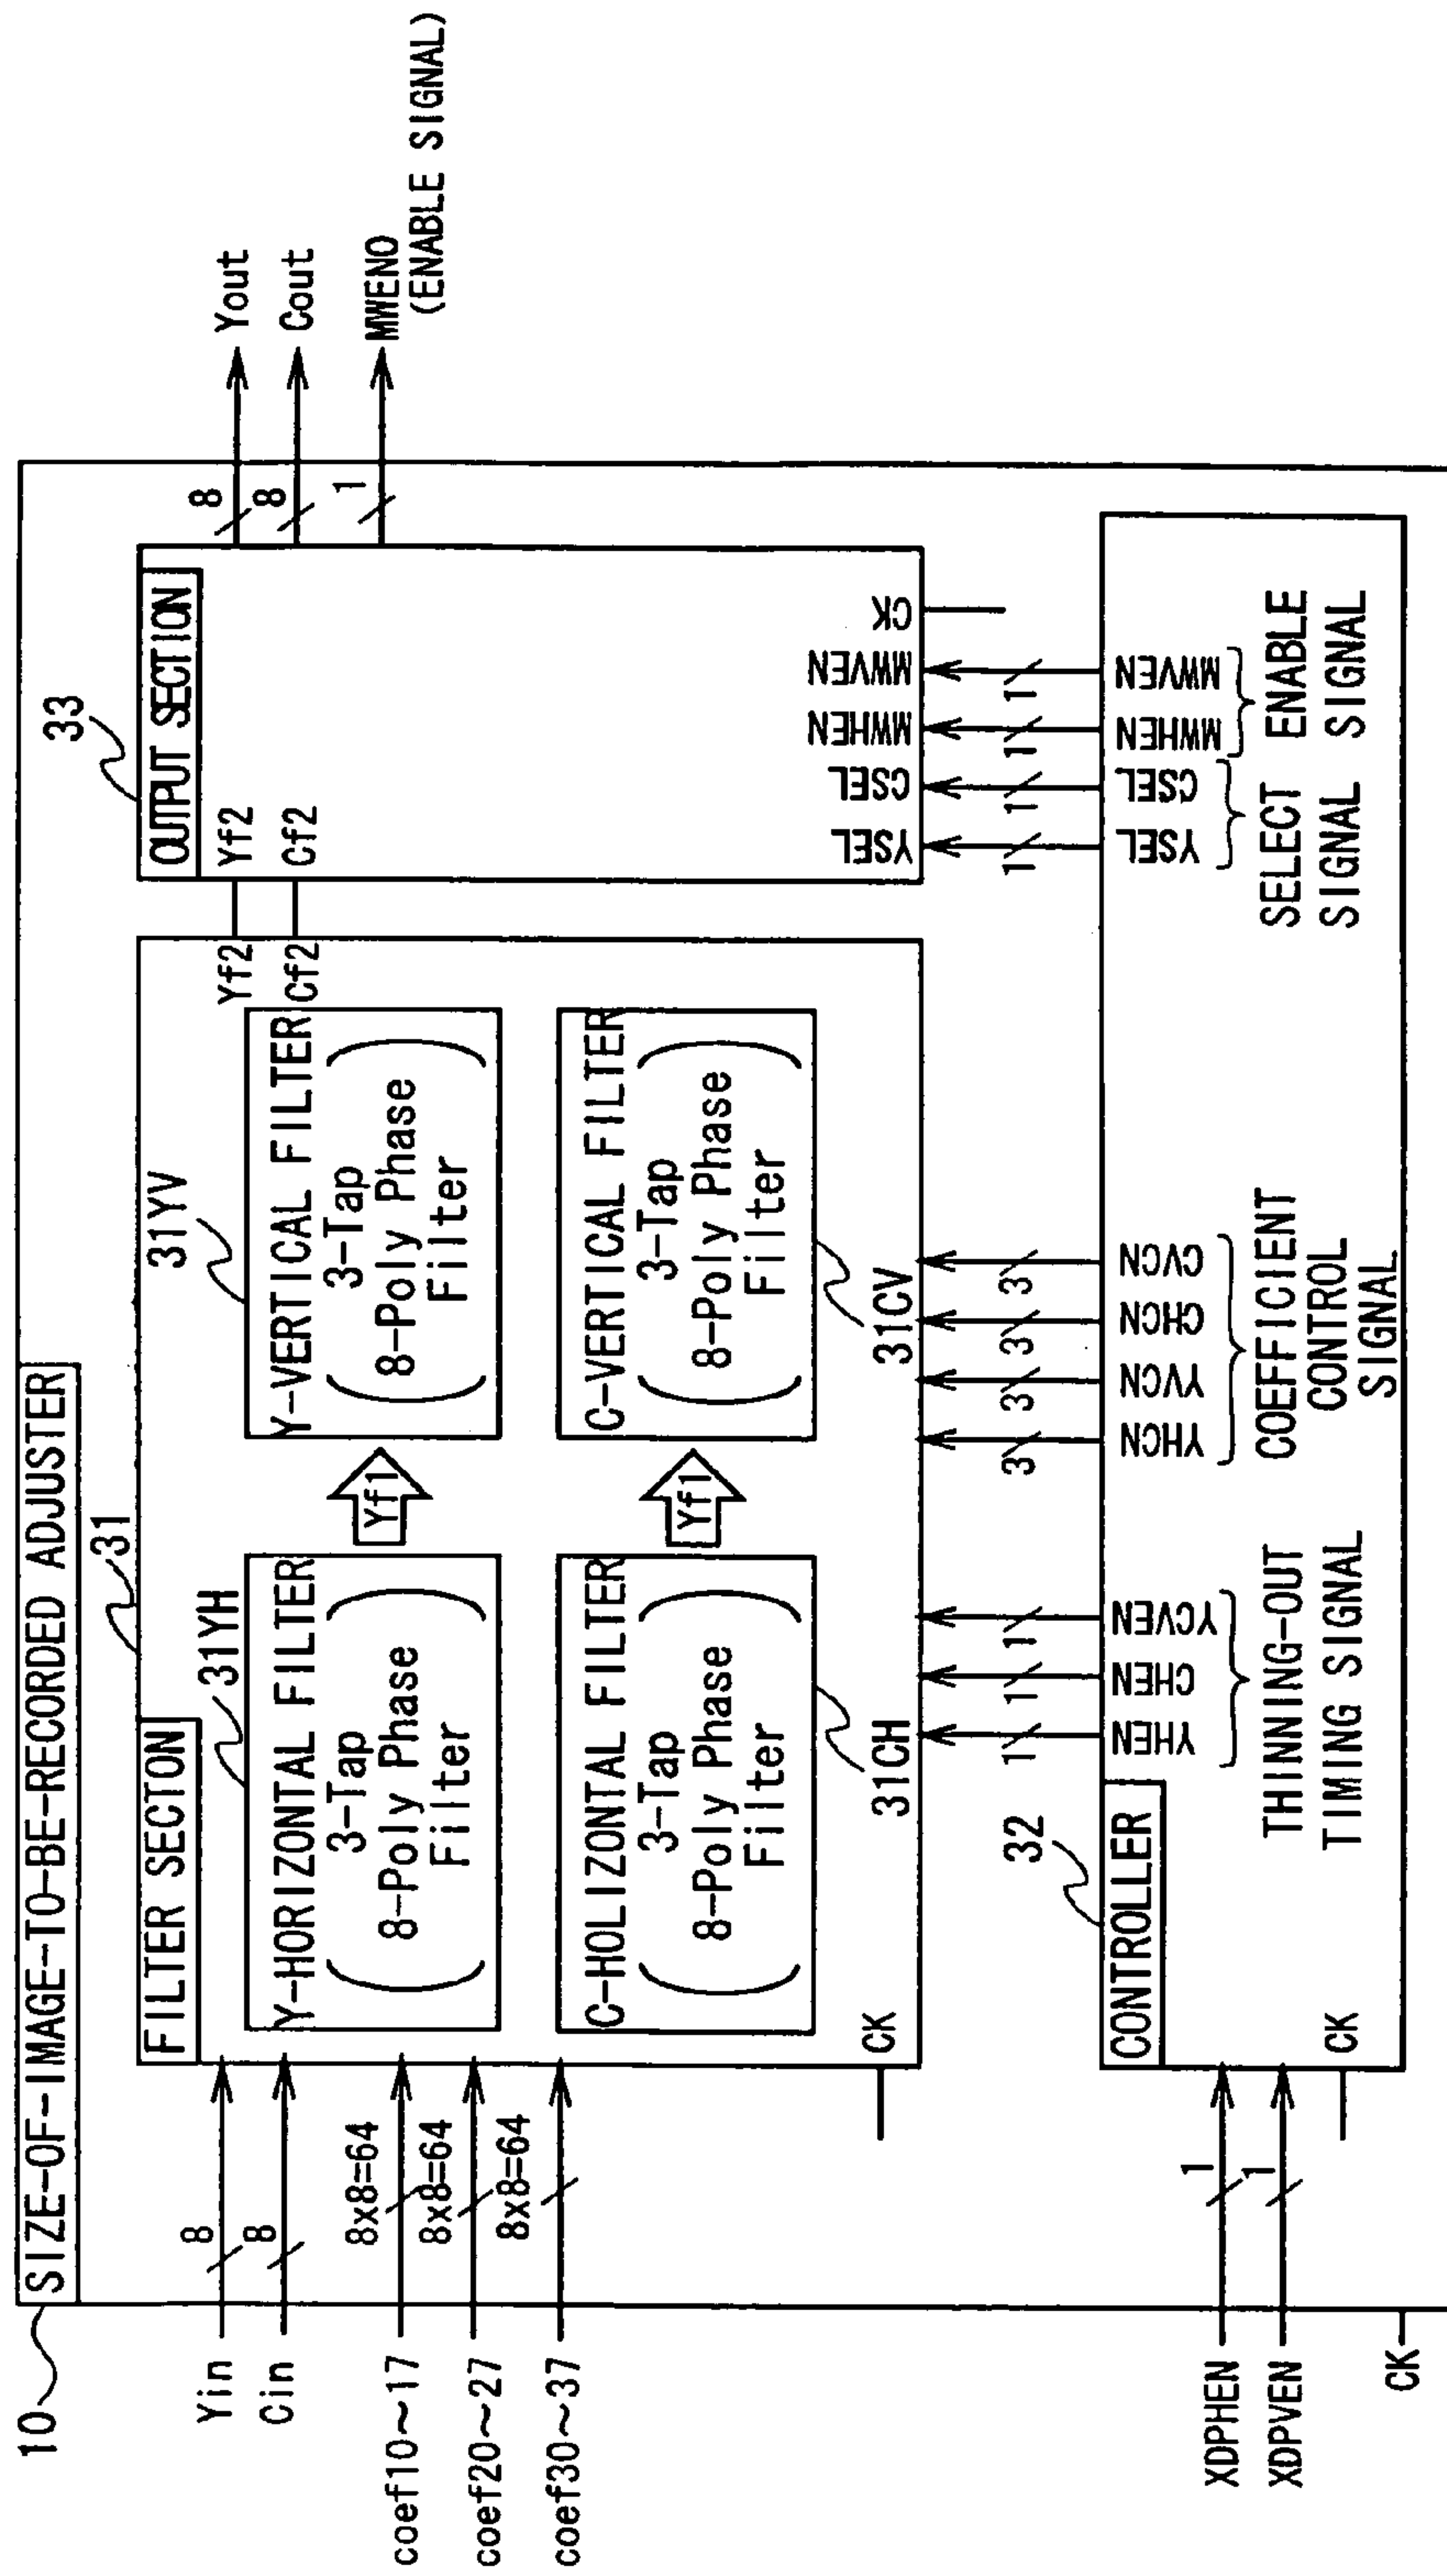 10
SIZE-OF-IMAGE-TO-BE-RECORDED ADJUSTER
31
FILTER SECTION
31YH
Y-HORIZONTAL FILTER
3-Tap
8-Poly Phase
Filter
Yf1
31YV
Y-VERTICAL FILTER
3-Tap
8-Poly Phase
Filter
C-HOLIZONTAL FILTER
3-Tap
8-Poly Phase
Filter
31CH
Yf1
C-VERTICAL FILTER
3-Tap
8-Poly Phase
Filter
31CV
CK
Yf2
Cf2
33
OUTPUT SECTION
Yf2
Cf2
YSEL
CSEL
MWHEN
MWVEN
CK
8
Yout
8
Cout
1
MWENO
(ENABLE SIGNAL)
Yin
8
Cin
8
coef10~17
8x8=64
coef20~27
8x8=64
coef30~37
8x8=64
1
1
1
3
3
3
3
1
1
1
1
32
CONTROLLER
YHEN
CHEN
YCVEN
THINNING-OUT
TIMING SIGNAL
YHCN
YVCN
CHCN
CVCN
COEFFICIENT
CONTROL
SIGNAL
YSEL
CSEL
SELECT
SIGNAL
MWHEN
MWVEN
ENABLE
SIGNAL
XDPHEN
1
XDPVEN
1
CK
CK